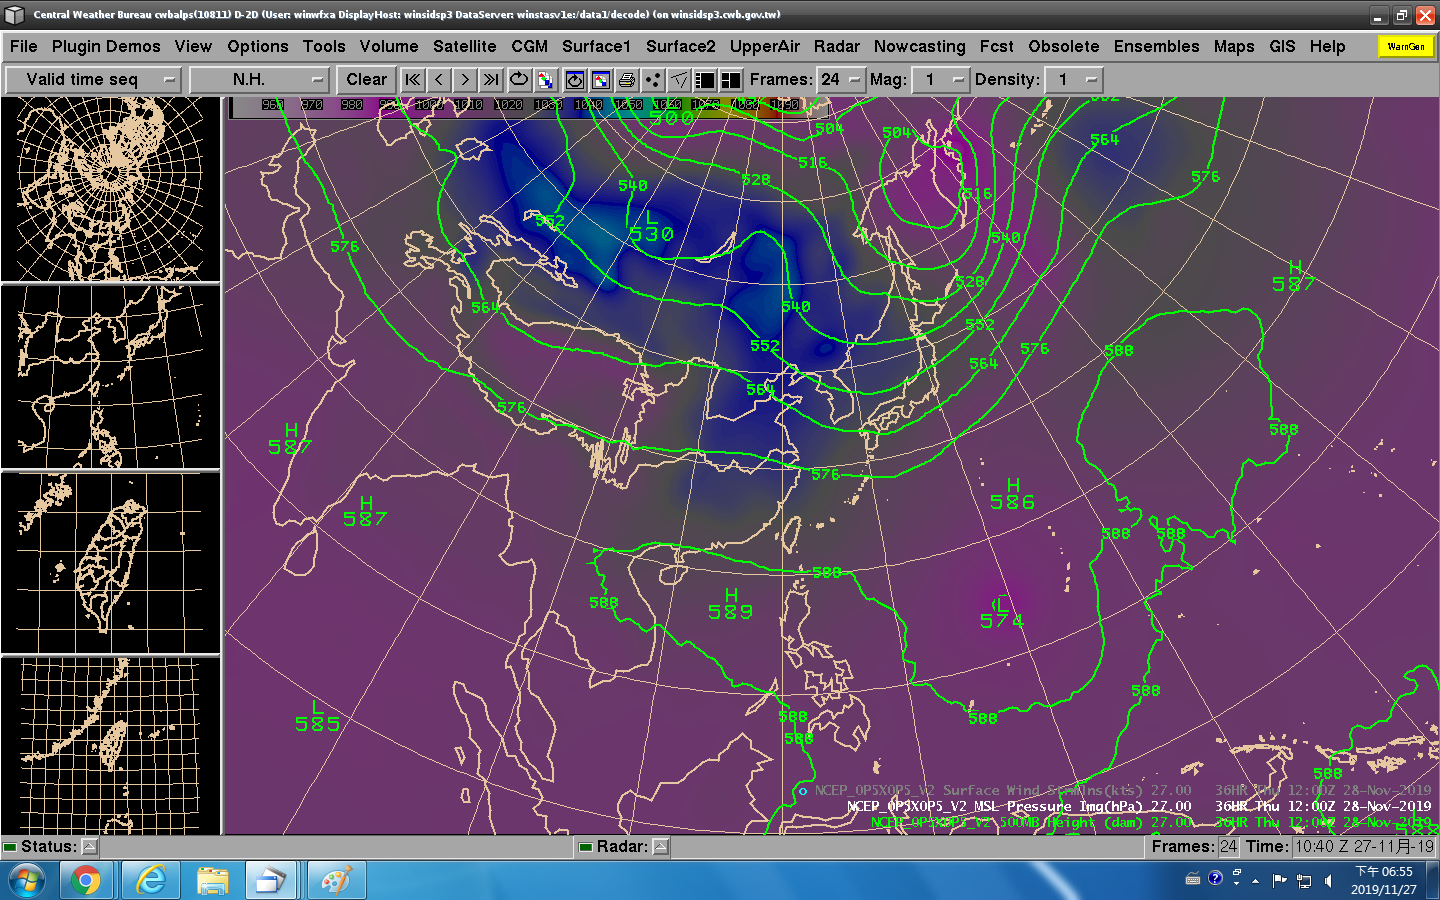 Central Weather Bureau cwbalps(10811) D-2D (User: winwfxa DisplayHost: winsidsp3 DataServer: winstasv1e:/data1/decode) (on winsidsp3.cwb.gov.tw)
File Plugin Demos View Options Tools Volume Satellite CGM Surface1 Surface2 UpperAir Radar Nowcasting Fcst Obsolete Ensembles Maps GIS Help WarnGen
Valid time seq N.H. Clear Frames: 24 Mag: 1 Density: 1
960 970 980 990 1000 1010 1020 1030 1040 1050 1060 1070 1080 1090
500
504
504
564
516
528
576
540
516
552
L
530
540
576
H
587
528
564
540
552
552
576
588
564
564
576
588
H
587
576
H
586
H
587
588
588
588
588
H
589
L
574
588
588
L
585
588
588
588
NCEP_0P5X0P5_V2 Surface Wind Stmlns(kts) 27.00 36HR Thu 12:00Z 28-Nov-2019
NCEP_0P5X0P5_V2 MSL Pressure Img(hPa) 27.00 36HR Thu 12:00Z 28-Nov-2019
NCEP_0P5X0P5_V2 500MB Height (dam) 27.00 36HR Thu 12:00Z 28-Nov-2019
588
Status: Radar: Frames: 24 Time: 10:40 Z 27-11月-19
下午 06:55
2019/11/27